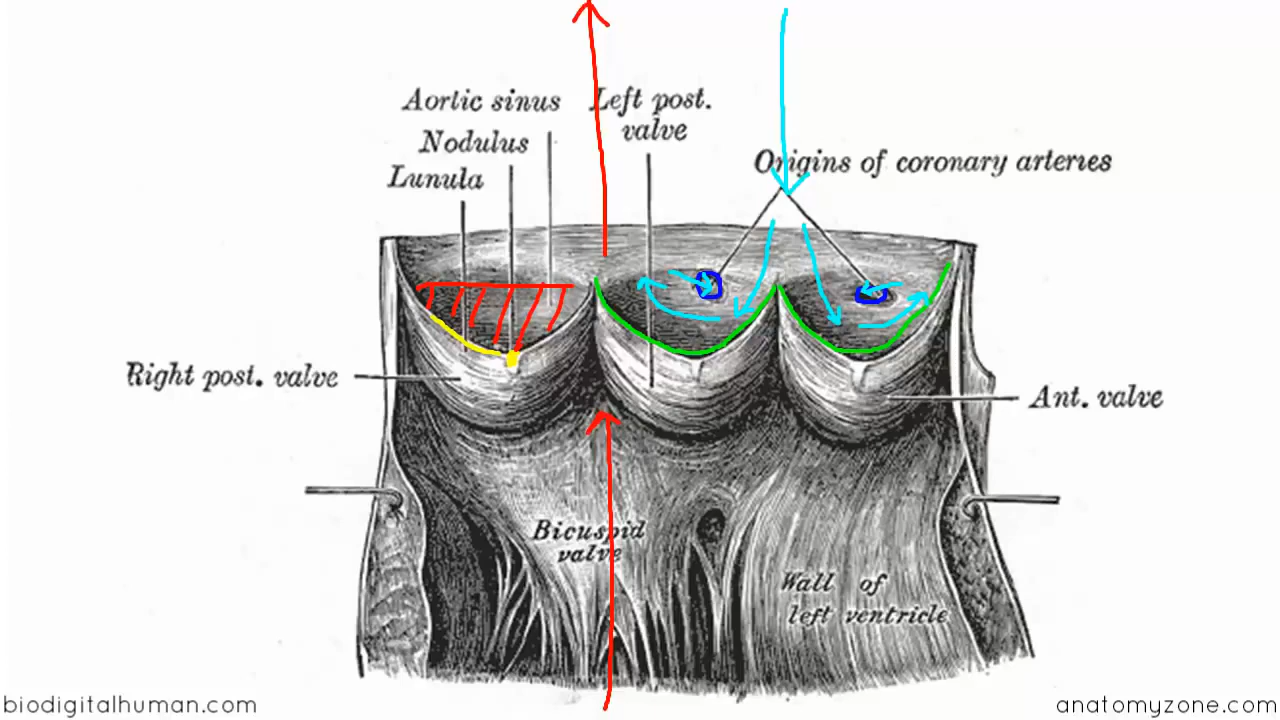 Aortic sinus
Left post.
valve
Nodulus
Lunula
Origins of coronary arteries
Right post. valve
Ant. valve
Bicuspid
valve
Wall of
left ventricle
biodigitalhuman.com
anatomyzone.com